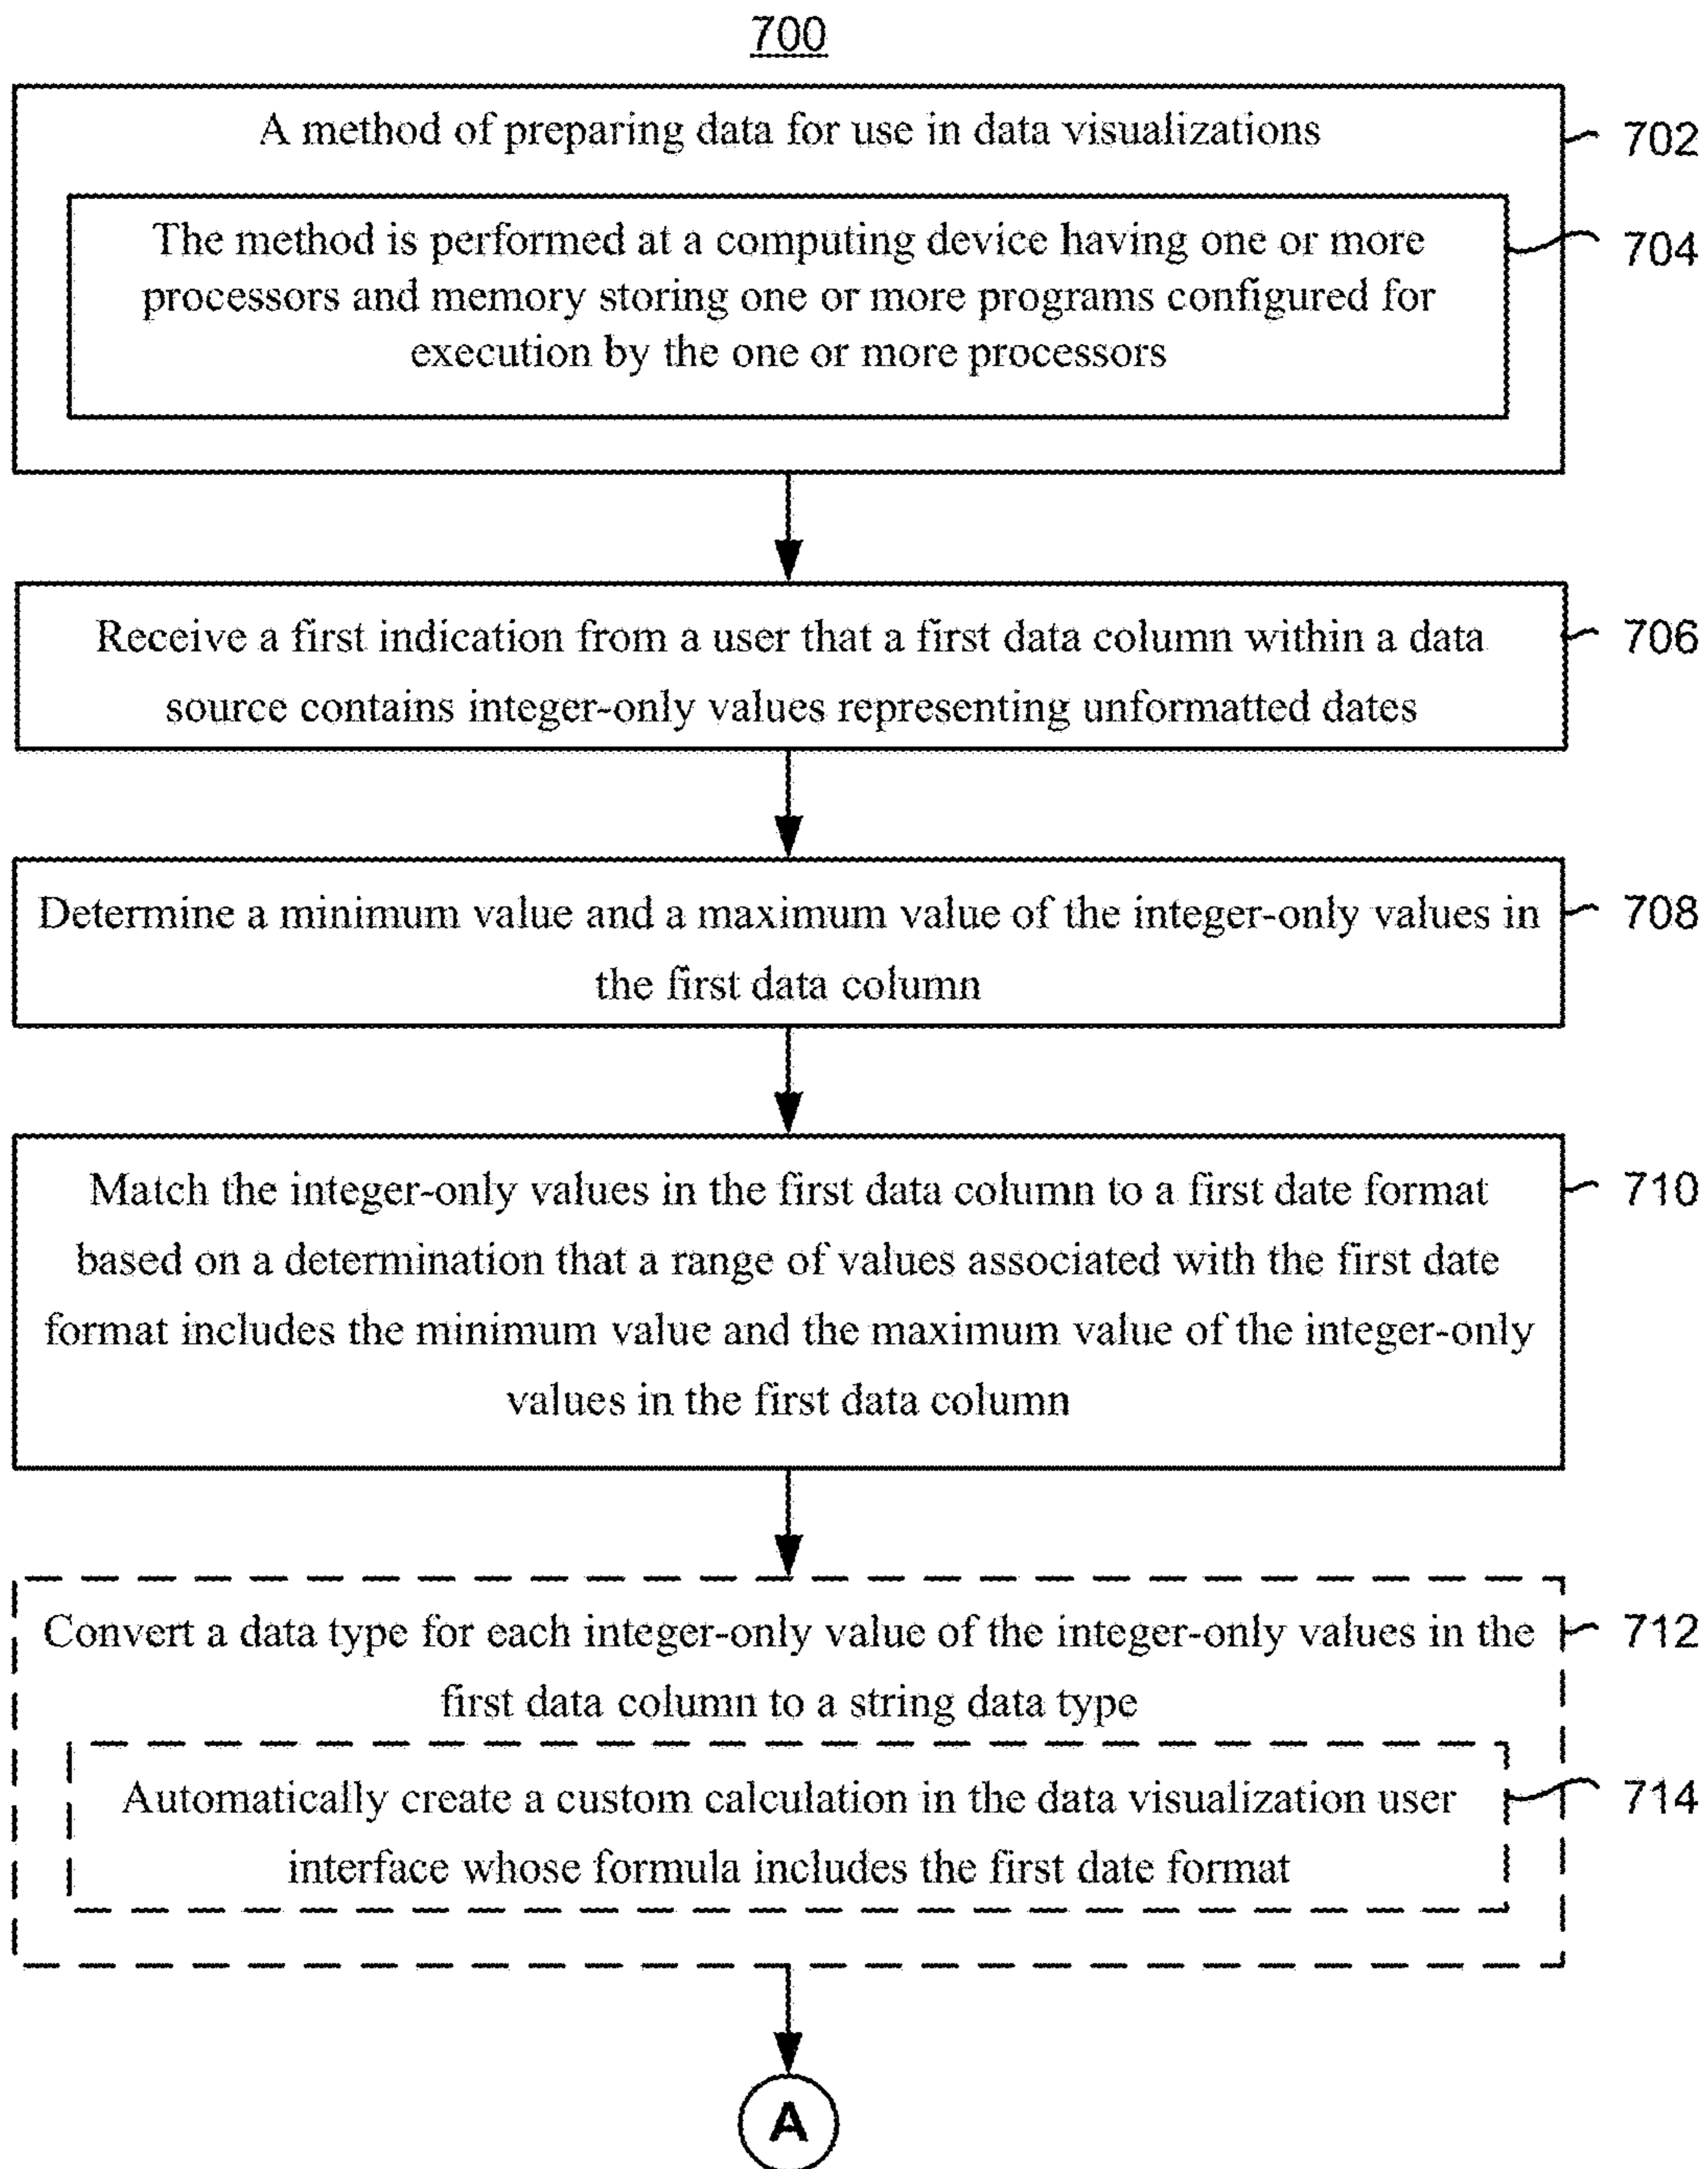 700
A method of preparing data for use in data visualizations
702
The method is performed at a computing device having one or more
processors and memory storing one or more programs configured for
execution by the one or more processors
704
Receive a first indication from a user that a first data column within a data
source contains integer-only values representing unformatted dates
706
Determine a minimum value and a maximum value of the integer-only values in
the first data column
708
Match the integer-only values in the first data column to a first date format
based on a determination that a range of values associated with the first date
format includes the minimum value and the maximum value of the integer-only
values in the first data column
710
Convert a data type for each integer-only value of the integer-only values in the
first data column to a string data type
712
Automatically create a custom calculation in the data visualization user
interface whose formula includes the first date format
714
A